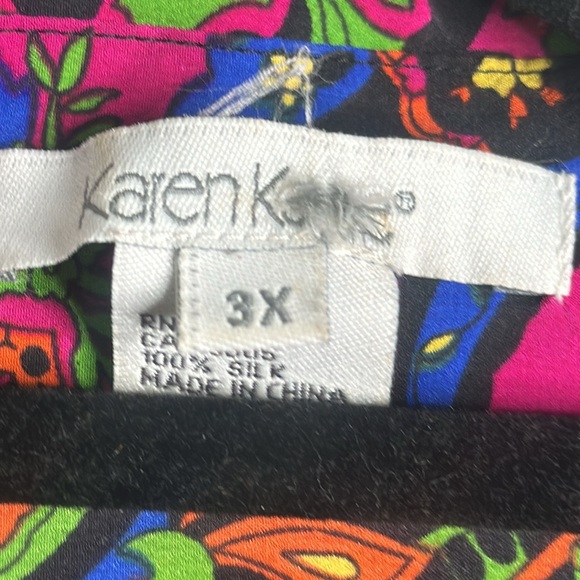 Karen K
3X
RN
CA
100% SILK
MADE IN CHINA